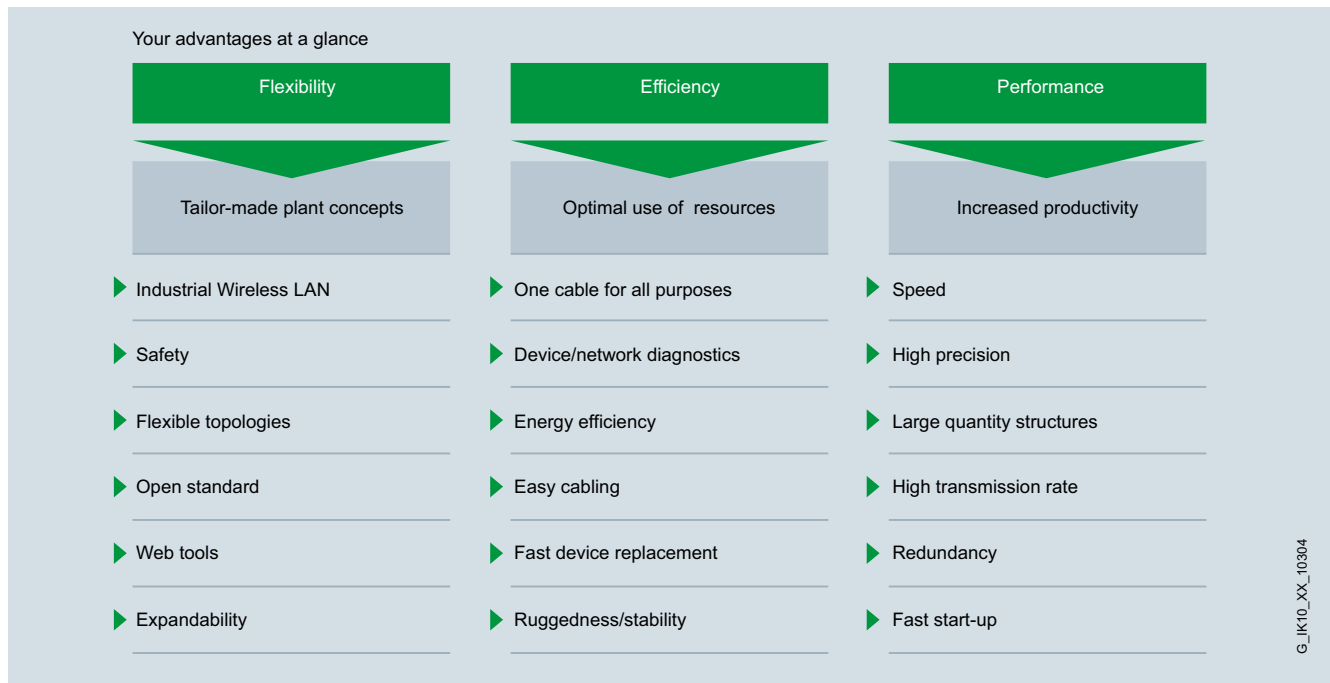 Your advantages at a glance
Flexibility
Efficiency
Performance
Tailor-made plant concepts
Optimal use of resources
Increased productivity
Industrial Wireless LAN
One cable for all purposes
Speed
Safety
Device/network diagnostics
High precision
Flexible topologies
Energy efficiency
Large quantity structures
Open standard
Easy cabling
High transmission rate
Web tools
Fast device replacement
Redundancy
Expandability
Ruggedness/stability
Fast start-up
G_IK10_XX_10304